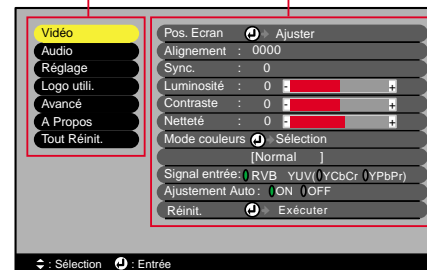 Vidéo
Audio
Réglage
Logo utili.
Avancé
A Propos
Tout Réinit.
Pos. Ecran Ajuster
Alignement : 0000
Sync. : 0
Luminosité : 0 - +
Contraste : 0 - +
Netteté : 0 - +
Mode couleurs Sélection
[Normal ]
Signal entrée: RVB YUV( YCbCr YPbPr)
Ajustement Auto : ON OFF
Réinit. Exécuter
: Sélection : Entrée